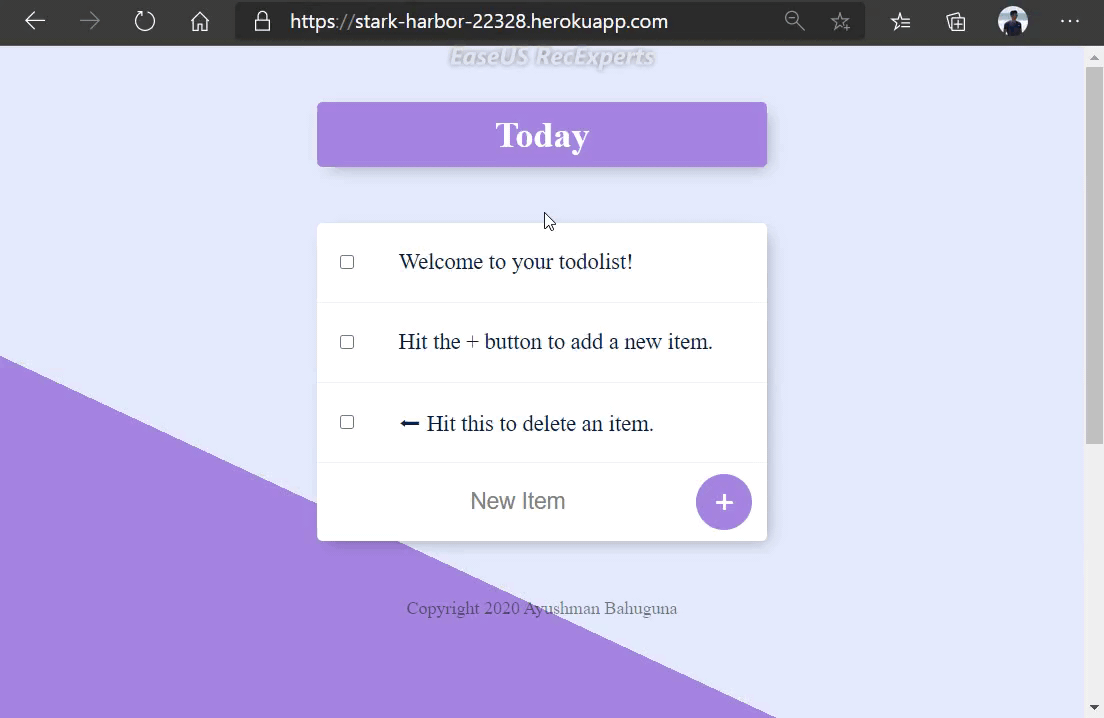 https://stark-harbor-22328.herokuapp.com
EaseUS RecExperts
Today
Welcome to your todolist!
Hit the + button to add a new item.
⬅ Hit this to delete an item.
New Item +
Copyright 2020 Ayushman Bahuguna